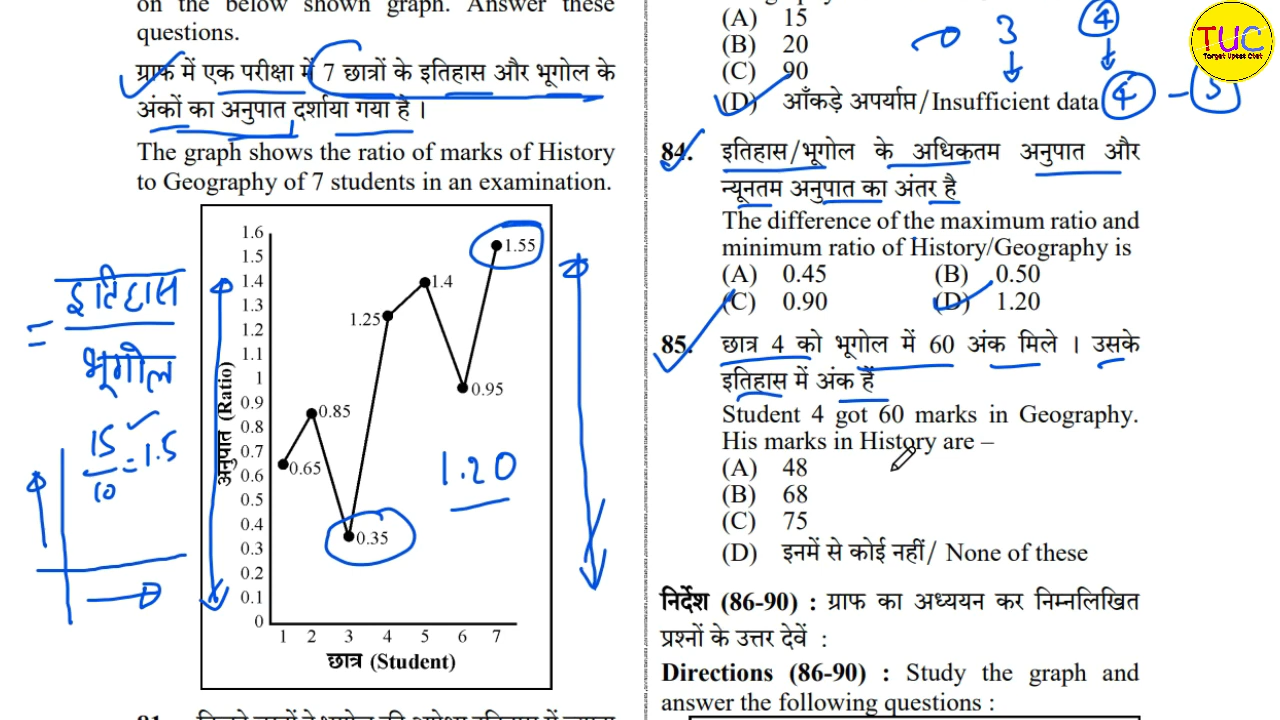 on the below shown graph. Answer these
questions.
ग्राफ में एक परीक्षा में 7 छात्रों के इतिहास और भूगोल के
अंकों का अनुपात दर्शाया गया है ।
The graph shows the ratio of marks of History
to Geography of 7 students in an examination.
1.6
1.5
1.4
1.3
1.2
1.1
1
0.9
0.8
0.7
0.6
0.5
0.4
0.3
0.2
0.1
0
अनुपात (Ratio)
0.65
0.85
0.35
1.25
1.4
0.95
1.55
1 2 3 4 5 6 7
छात्र (Student)
1.20
= इतिहास
भूगोल
15
10
= 1.5
(A) 15
(B) 20
(C) 90
(D) आँकड़े अपर्याप्त/Insufficient data
3 4
4 –
TUC
Target Upess Ctet
84. इतिहास/भूगोल के अधिकतम अनुपात और
न्यूनतम अनुपात का अंतर है
The difference of the maximum ratio and
minimum ratio of History/Geography is
(A) 0.45 (B) 0.50
(C) 0.90 (D) 1.20
85. छात्र 4 को भूगोल में 60 अंक मिले । उसके
इतिहास में अंक हैं
Student 4 got 60 marks in Geography.
His marks in History are –
(A) 48
(B) 68
(C) 75
(D) इनमें से कोई नहीं/ None of these
निर्देश (86-90) : ग्राफ का अध्ययन कर निम्नलिखित
प्रश्नों के उत्तर देवें :
Directions (86-90) : Study the graph and
answer the following questions :